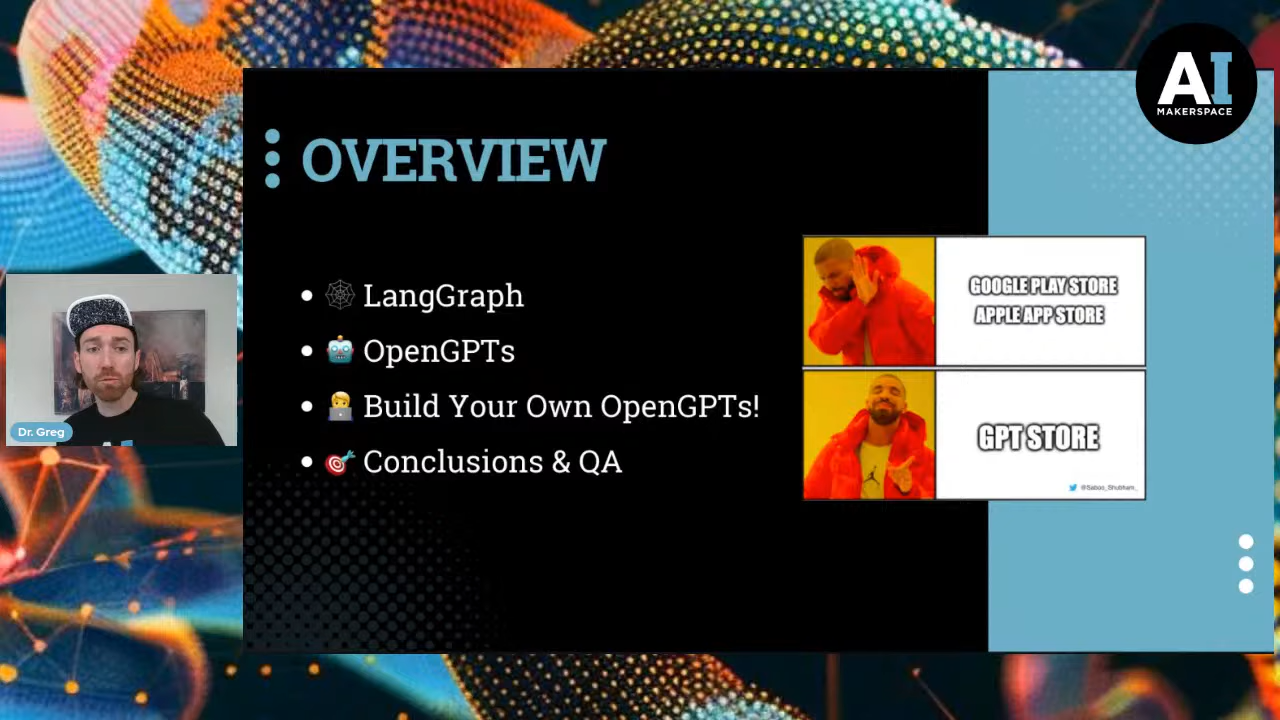 AI
MAKERSPACE
OVERVIEW
LangGraph
OpenGPTs
Build Your Own OpenGPTs!
Conclusions & QA
GOOGLE PLAY STORE
APPLE APP STORE
GPT STORE
@Saboo_Shubham_
Dr. Greg